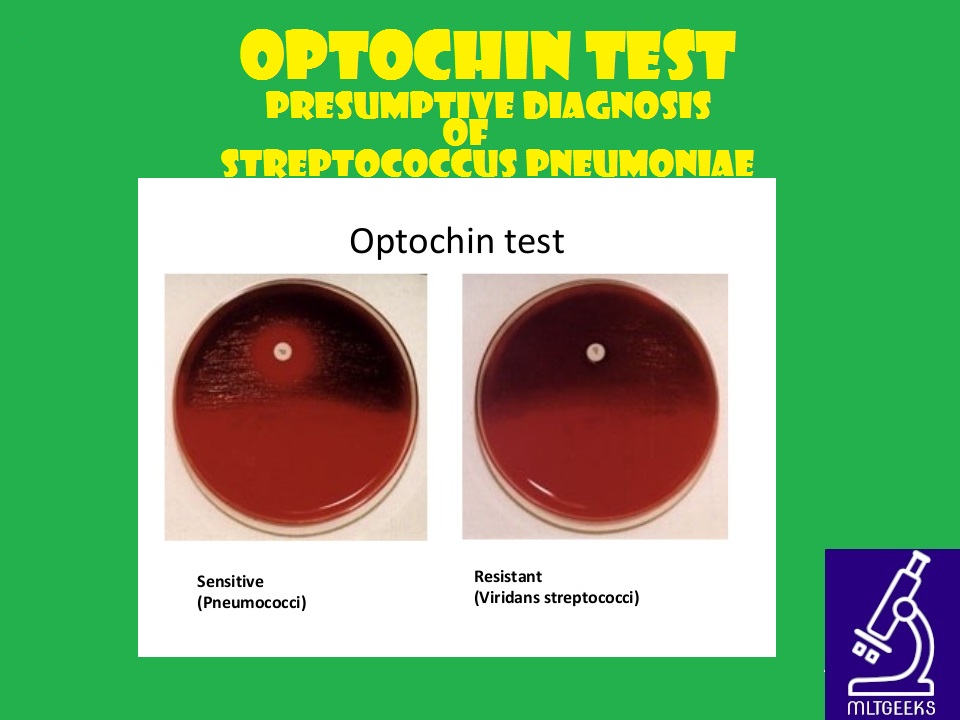 OPTOCHIN TEST
PRESUMPTIVE DIAGNOSIS
OF
STREPTOCOCCUS PNEUMONIAE
Optochin test
Sensitive
(Pneumococci)
Resistant
(Viridans streptococci)
MLTGEEKS